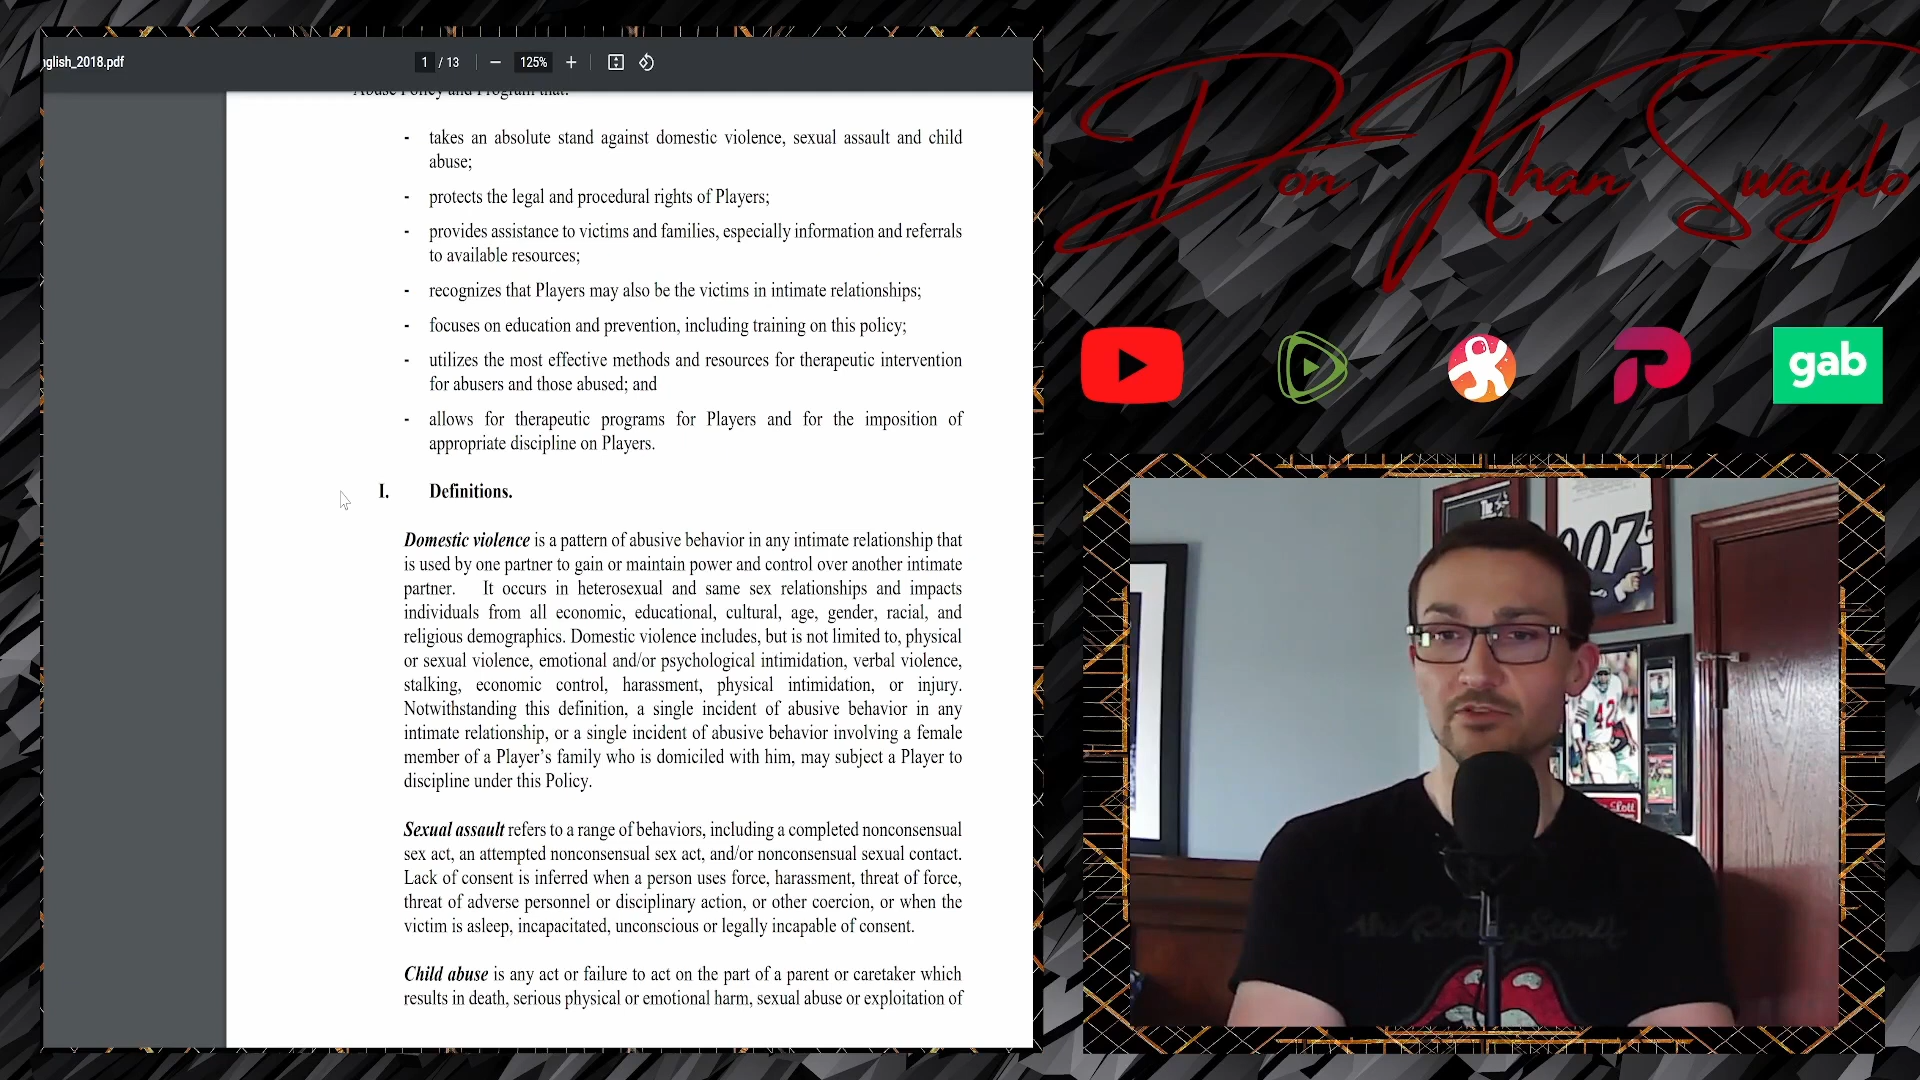 nglish_2018.pdf
1 / 13
125%
Abuse Policy and Program that:
- takes an absolute stand against domestic violence, sexual assault and child
abuse;
- protects the legal and procedural rights of Players;
- provides assistance to victims and families, especially information and referrals
to available resources;
- recognizes that Players may also be the victims in intimate relationships;
- focuses on education and prevention, including training on this policy;
- utilizes the most effective methods and resources for therapeutic intervention
for abusers and those abused; and
- allows for therapeutic programs for Players and for the imposition of
appropriate discipline on Players.
I. Definitions.
Domestic violence is a pattern of abusive behavior in any intimate relationship that
is used by one partner to gain or maintain power and control over another intimate
partner. It occurs in heterosexual and same sex relationships and impacts
individuals from all economic, educational, cultural, age, gender, racial, and
religious demographics. Domestic violence includes, but is not limited to, physical
or sexual violence, emotional and/or psychological intimidation, verbal violence,
stalking, economic control, harassment, physical intimidation, or injury.
Notwithstanding this definition, a single incident of abusive behavior in any
intimate relationship, or a single incident of abusive behavior involving a female
member of a Player's family who is domiciled with him, may subject a Player to
discipline under this Policy.
Sexual assault refers to a range of behaviors, including a completed nonconsensual
sex act, an attempted nonconsensual sex act, and/or nonconsensual sexual contact.
Lack of consent is inferred when a person uses force, harassment, threat of force,
threat of adverse personnel or disciplinary action, or other coercion, or when the
victim is asleep, incapacitated, unconscious or legally incapable of consent.
Child abuse is any act or failure to act on the part of a parent or caretaker which
results in death, serious physical or emotional harm, sexual abuse or exploitation of
Don Khan Swaylo
gab
007
42
The Rolling Stones